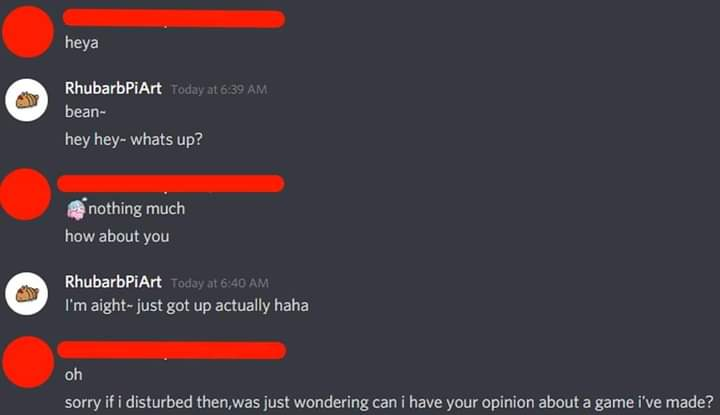 heya
RhubarbPiArt Today at 6:39 AM
bean~
hey hey~ whats up?
nothing much
how about you
RhubarbPiArt Today at 6:40 AM
I'm aight~ just got up actually haha
oh
sorry if i disturbed then,was just wondering can i have your opinion about a game i've made?